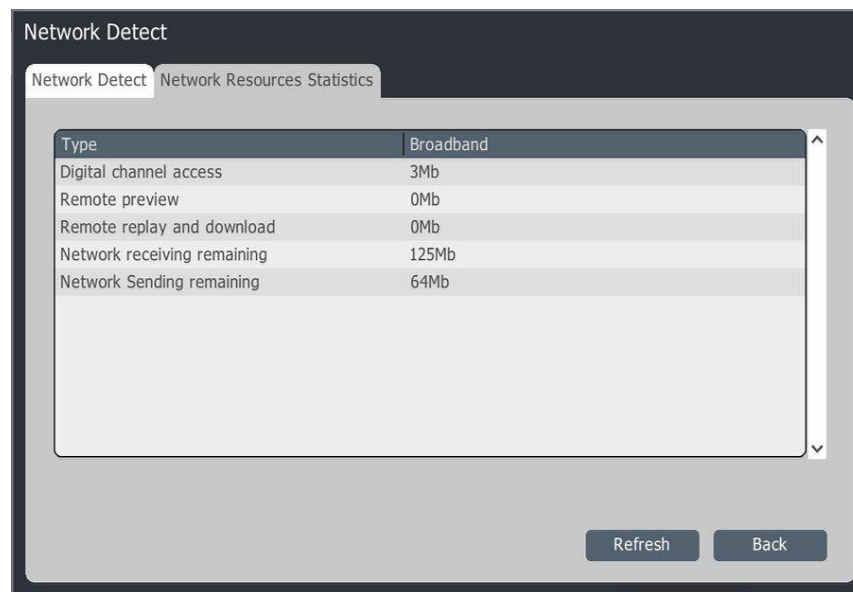 Network Detect
Network Detect Network Resources Statistics
Type Broadband
Digital channel access 3Mb
Remote preview 0Mb
Remote replay and download 0Mb
Network receiving remaining 125Mb
Network Sending remaining 64Mb
Refresh Back